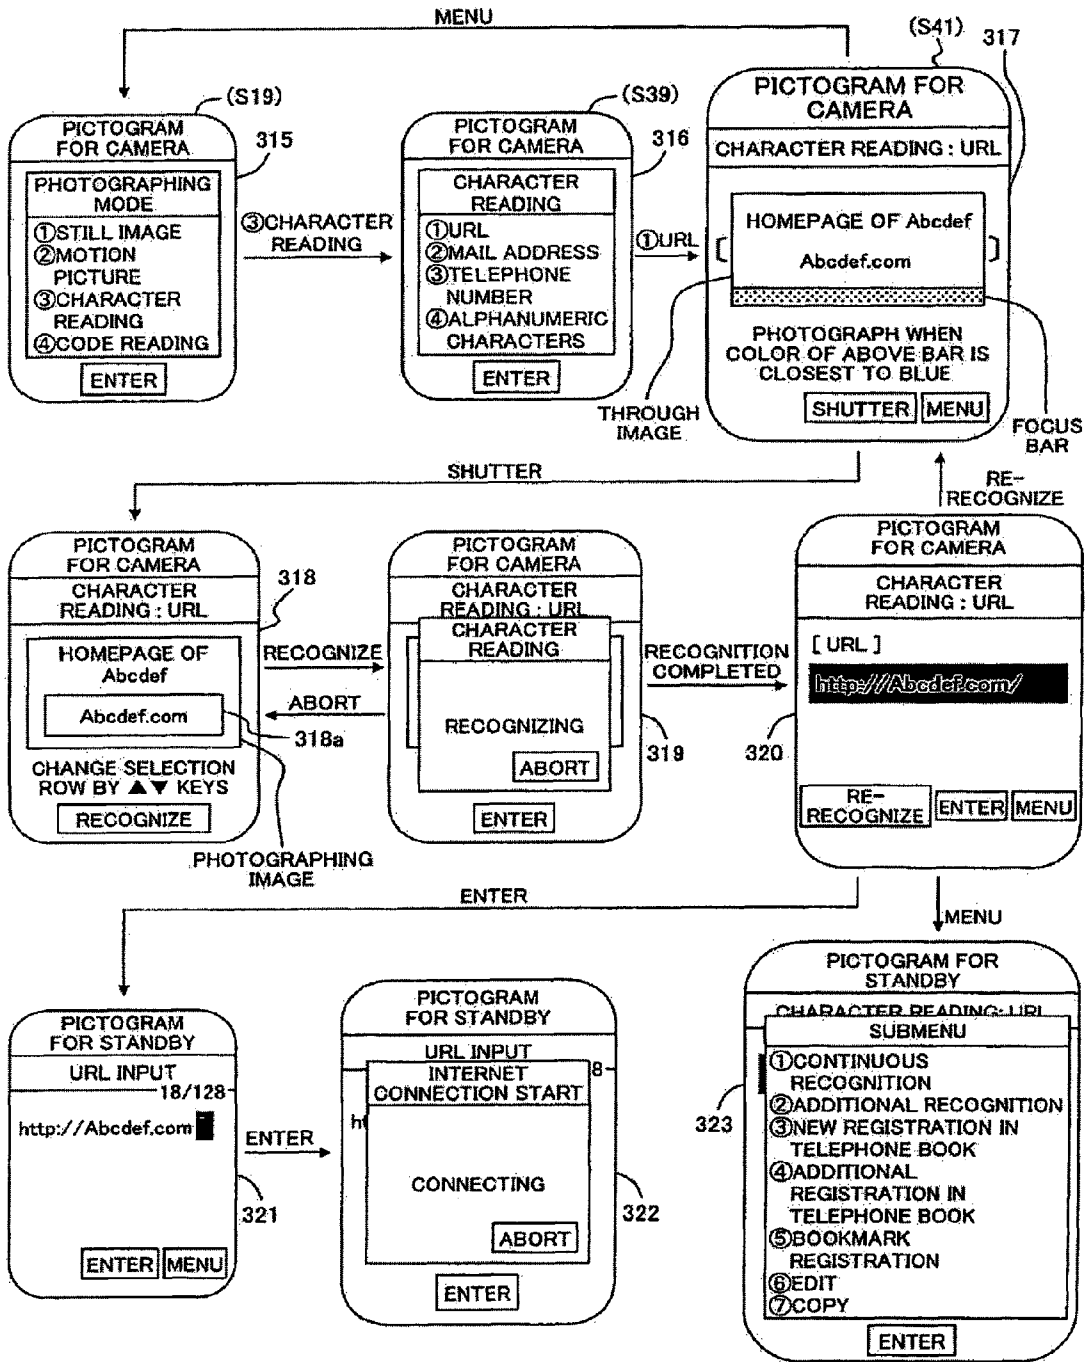 MENU
(S19)
PICTOGRAM
FOR CAMERA
315
PHOTOGRAPHING
MODE
①STILL IMAGE
②MOTION
PICTURE
③CHARACTER
READING
④CODE READING
ENTER
③CHARACTER
READING
(S39)
PICTOGRAM
FOR CAMERA
316
CHARACTER
READING
①URL
②MAIL ADDRESS
③TELEPHONE
NUMBER
④ALPHANUMERIC
CHARACTERS
ENTER
①URL
(S41)
317
PICTOGRAM FOR
CAMERA
CHARACTER READING : URL
HOMEPAGE OF Abcdef
Abcdef.com
PHOTOGRAPH WHEN
COLOR OF ABOVE BAR IS
CLOSEST TO BLUE
SHUTTER
MENU
THROUGH
IMAGE
FOCUS
BAR
SHUTTER
RE-
RECOGNIZE
PICTOGRAM
FOR CAMERA
CHARACTER
READING : URL
318
HOMEPAGE OF
Abcdef
Abcdef.com
318a
CHANGE SELECTION
ROW BY ▲▼ KEYS
RECOGNIZE
PHOTOGRAPHING
IMAGE
RECOGNIZE
ABORT
PICTOGRAM
FOR CAMERA
CHARACTER
READING : URL
CHARACTER
READING
RECOGNIZING
ABORT
ENTER
319
RECOGNITION
COMPLETED
PICTOGRAM
FOR CAMERA
CHARACTER
READING : URL
[ URL ]
http://Abcdef.com/
320
RE-
RECOGNIZE
ENTER
MENU
ENTER
MENU
PICTOGRAM
FOR STANDBY
URL INPUT
18/128
http://Abcdef.com
ENTER
MENU
321
ENTER
PICTOGRAM
FOR STANDBY
URL INPUT
8
INTERNET
CONNECTION START
ht
CONNECTING
ABORT
ENTER
322
PICTOGRAM FOR
STANDBY
CHARACTER READING: URL
SUBMENU
①CONTINUOUS
RECOGNITION
②ADDITIONAL RECOGNITION
③NEW REGISTRATION IN
TELEPHONE BOOK
④ADDITIONAL
REGISTRATION IN
TELEPHONE BOOK
⑤BOOKMARK
REGISTRATION
⑥EDIT
⑦COPY
ENTER
323